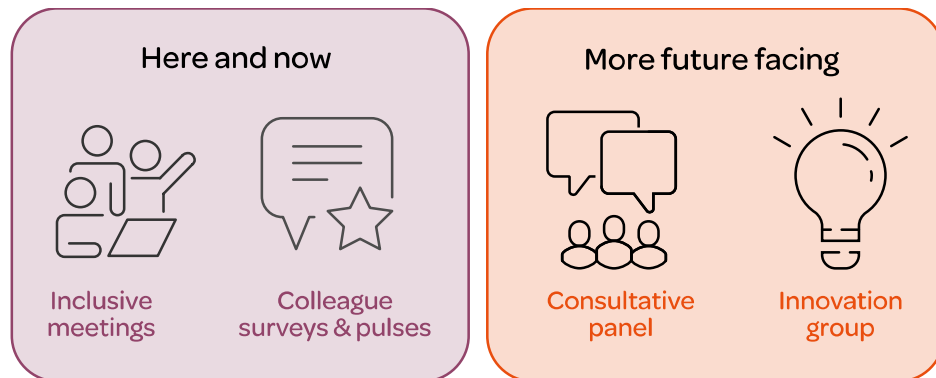 Here and now
Inclusive
meetings
Colleague
surveys & pulses
More future facing
Consultative
panel
Innovation
group